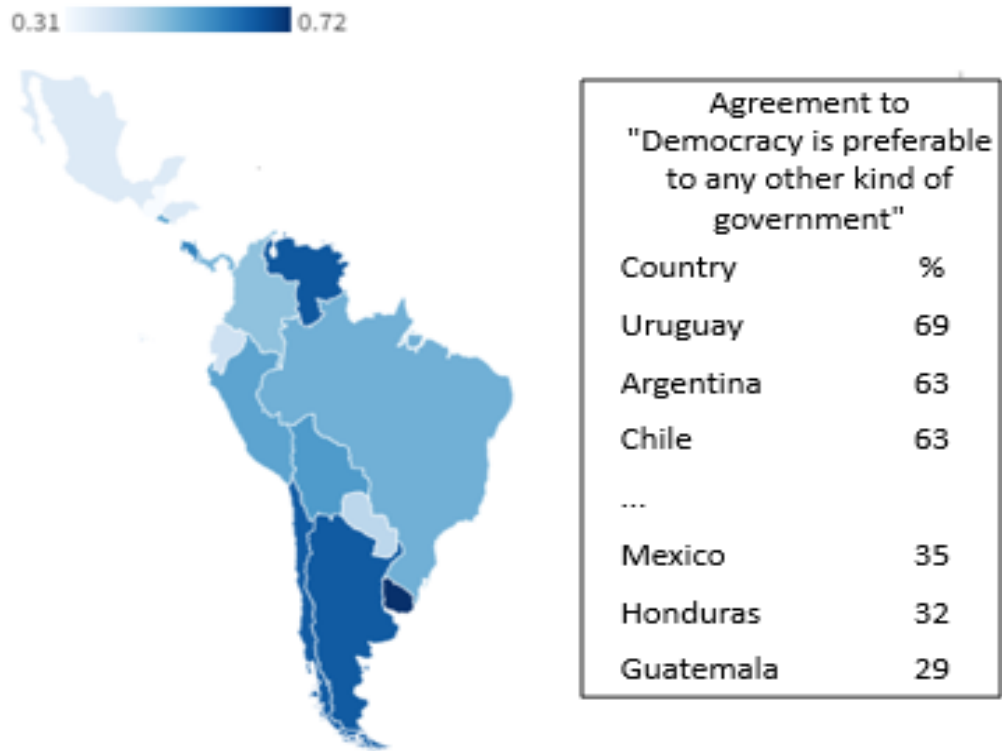 0.31 0.72
Agreement to
"Democracy is preferable
to any other kind of
government"
Country %
Uruguay 69
Argentina 63
Chile 63
...
Mexico 35
Honduras 32
Guatemala 29